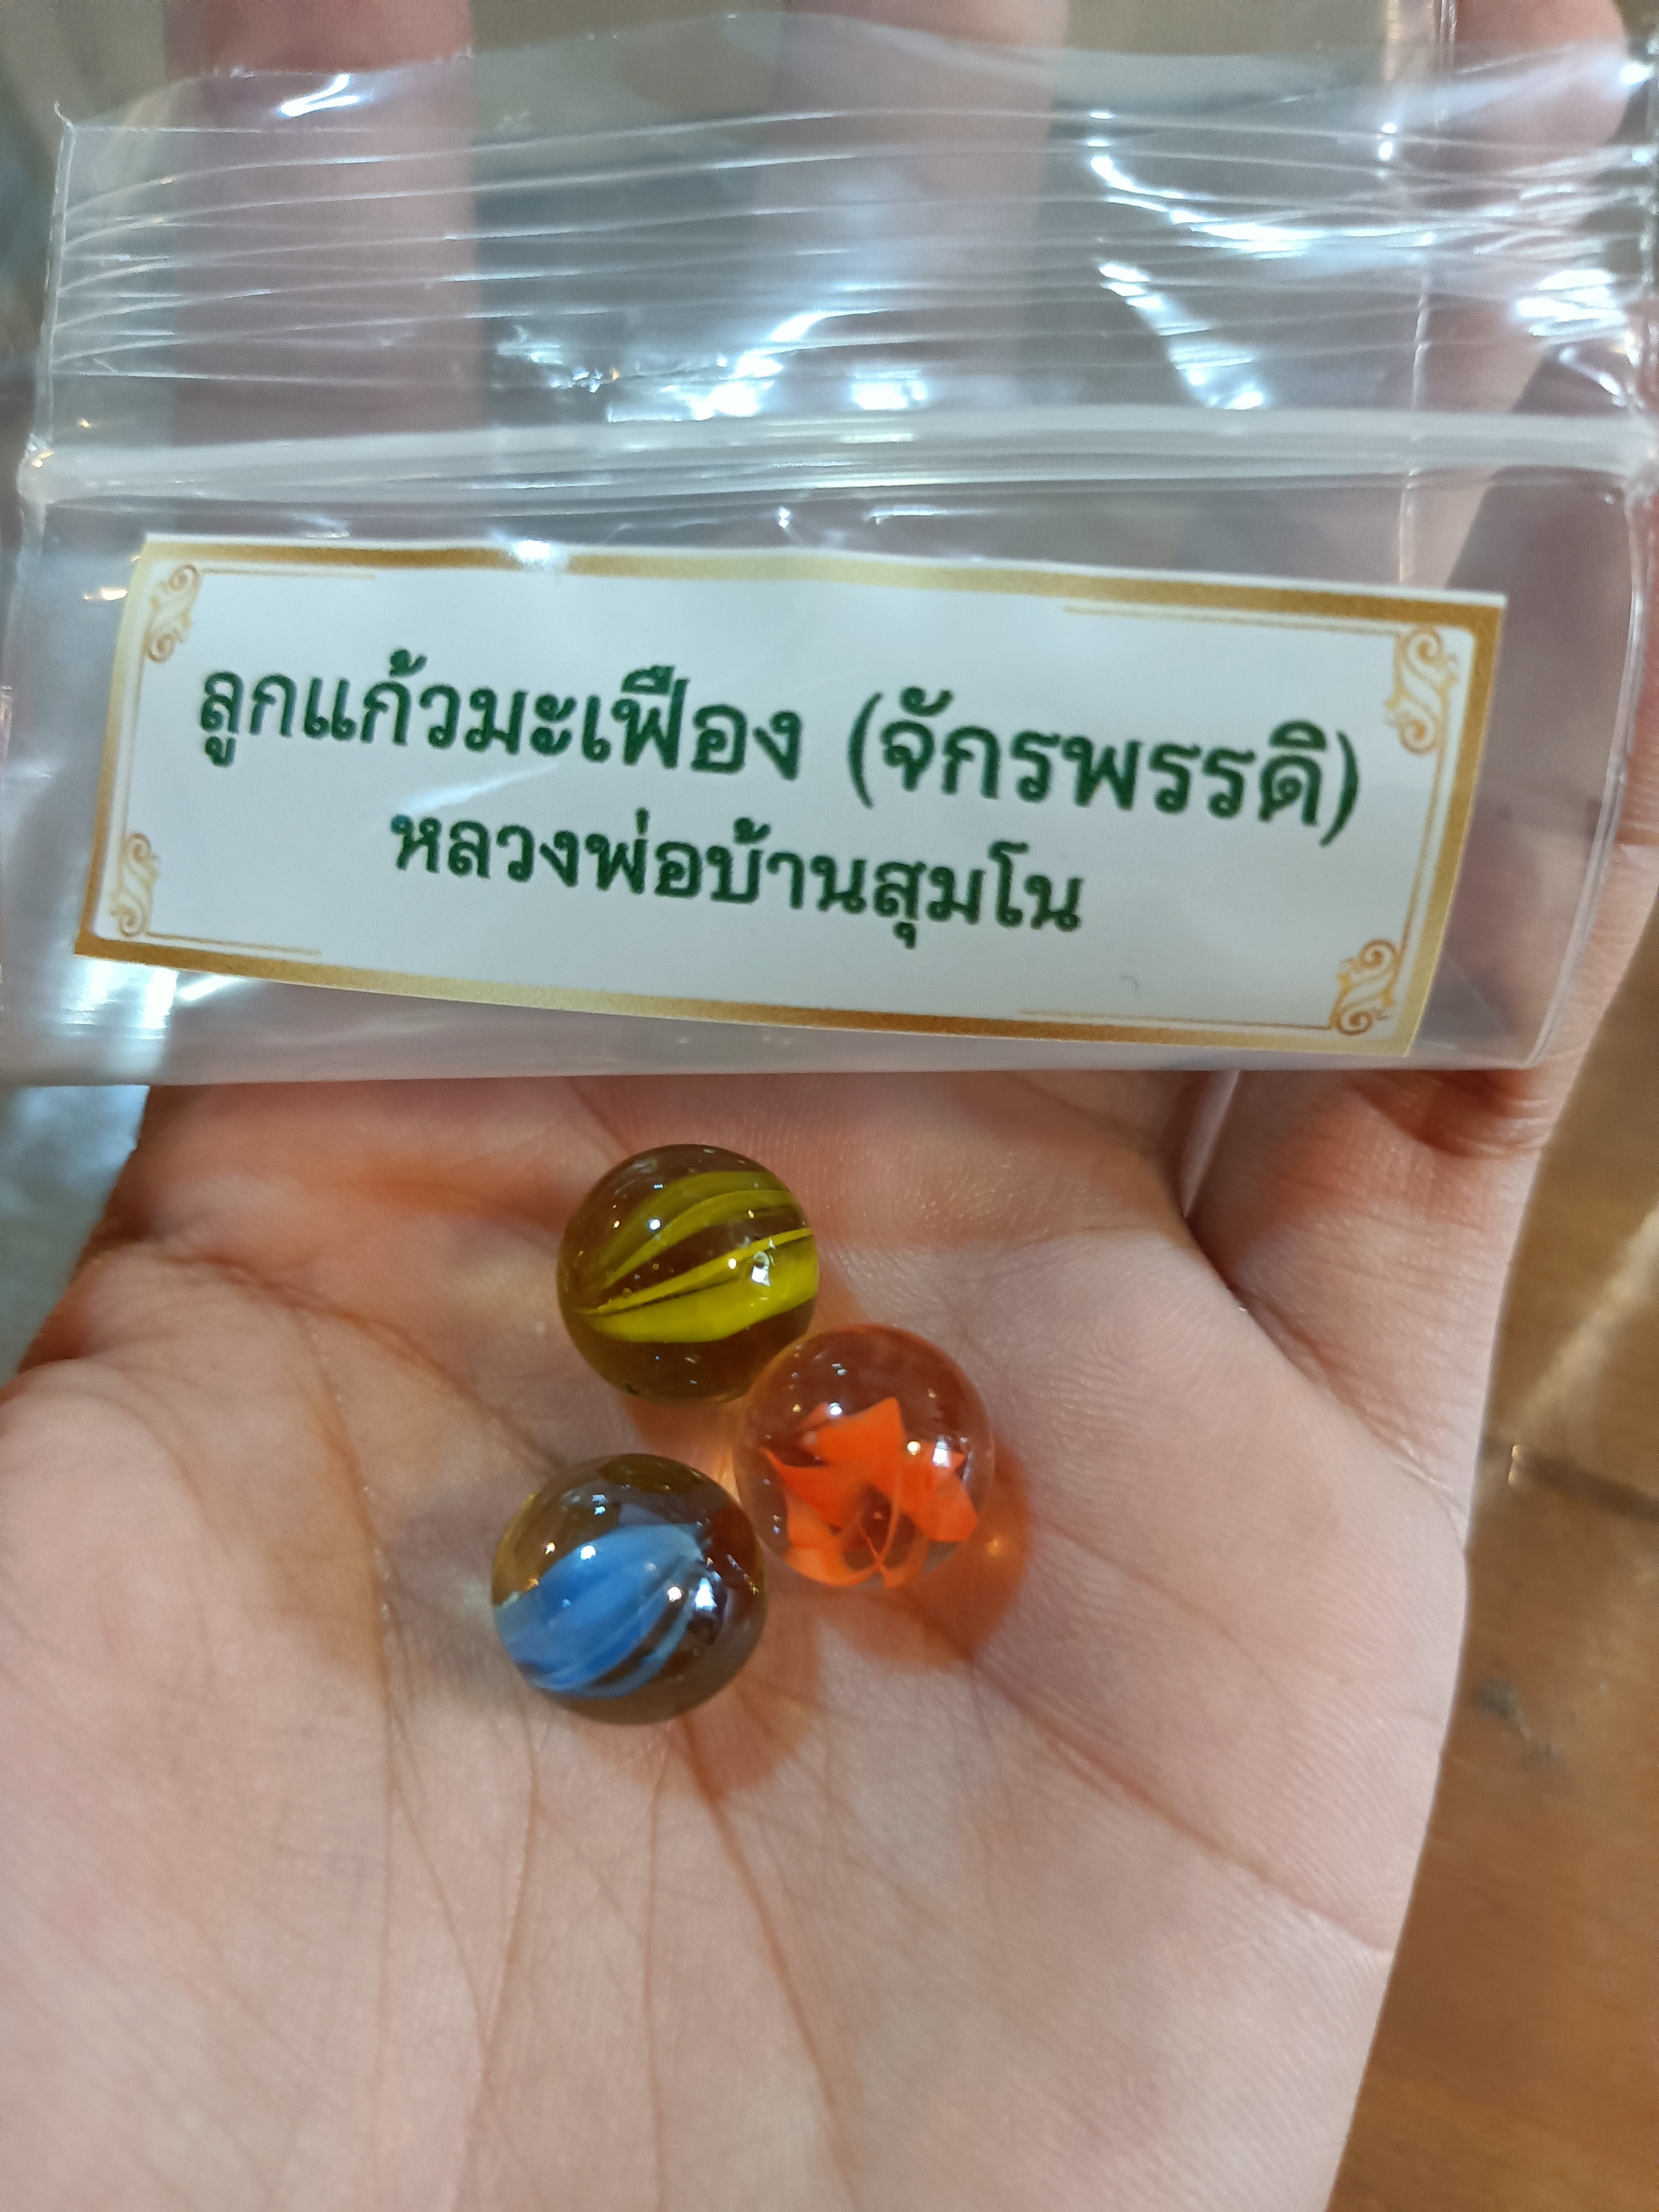 ลูกแก้วมะเฟือง (จักรพรรดิ)
หลวงพ่อบ้านสุมโน